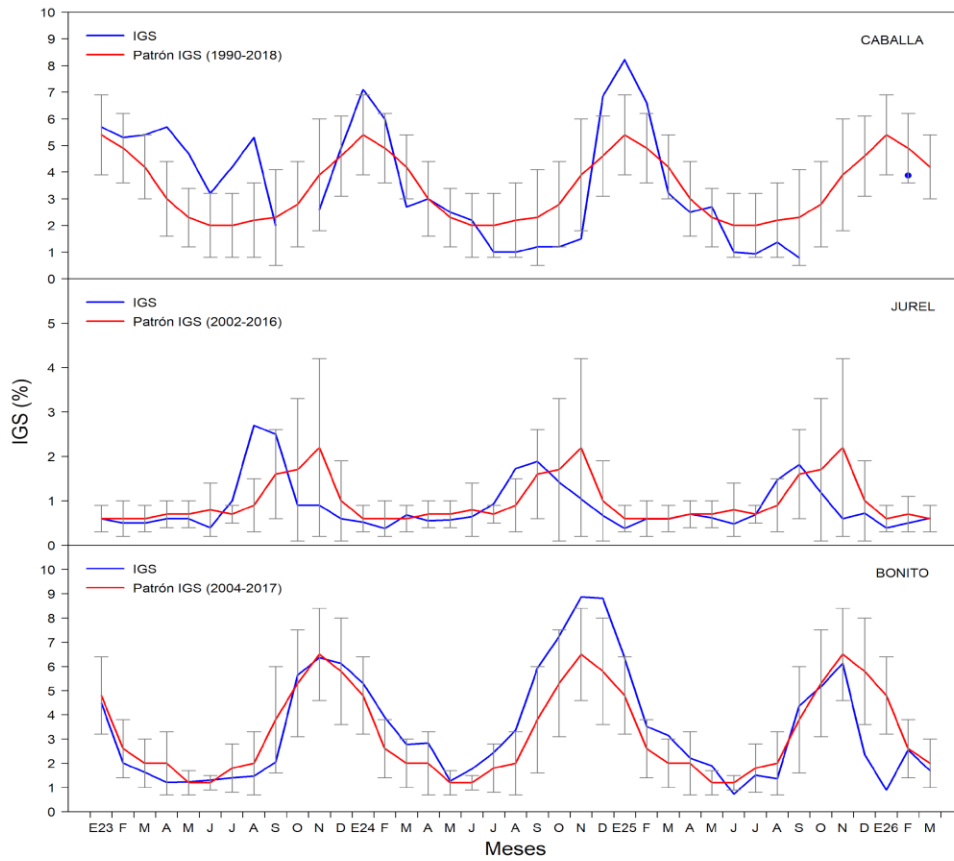 10
9
8
7
6
5
4
3
2
1
0
IGS
Patrón IGS (1990-2018)
CABALLA
5
4
3
2
1
0
IGS
Patrón IGS (2002-2016)
JUREL
IGS (%)
10
9
8
7
6
5
4
3
2
1
0
IGS
Patrón IGS (2004-2017)
BONITO
E23 F M A M J J A S O N D E24 F M A M J J A S O N D E25 F M A M J J A S O N D E26 F M
Meses